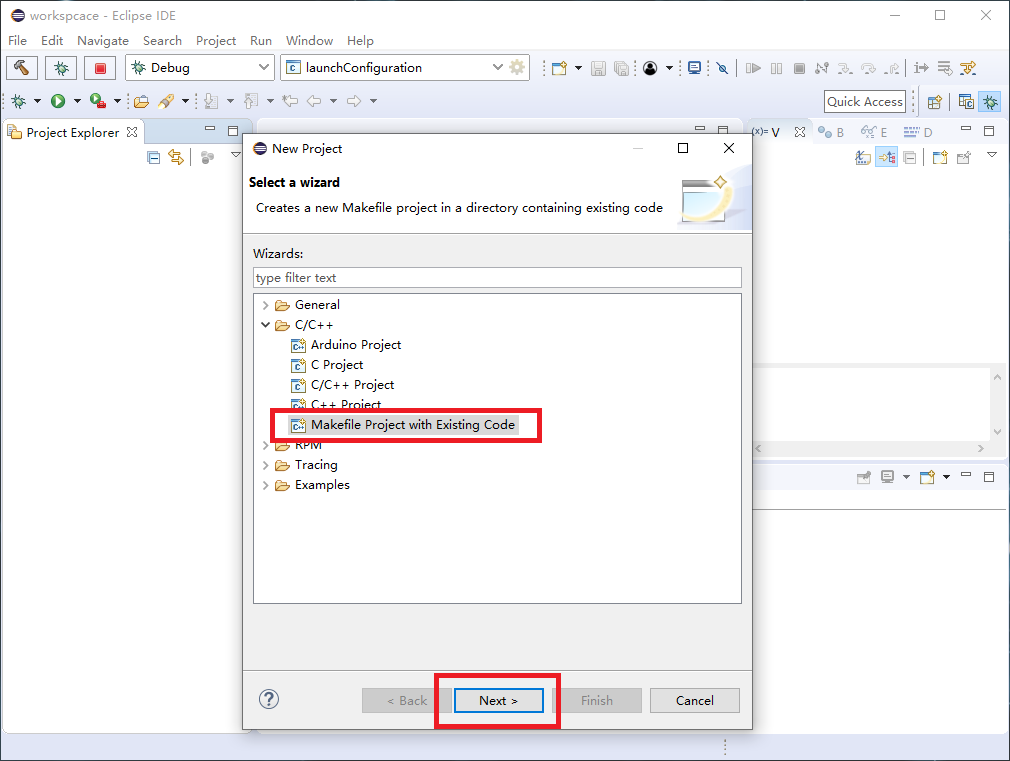 workspcace - Eclipse IDE
File Edit Navigate Search Project Run Window Help
Debug
launchConfiguration
Quick Access
Project Explorer
(x)= V
B
E
D
New Project
Select a wizard
Creates a new Makefile project in a directory containing existing code
Wizards:
type filter text
General
C/C++
Arduino Project
C Project
C/C++ Project
C++ Project
Makefile Project with Existing Code
RPM
Tracing
Examples
< Back
Next >
Finish
Cancel